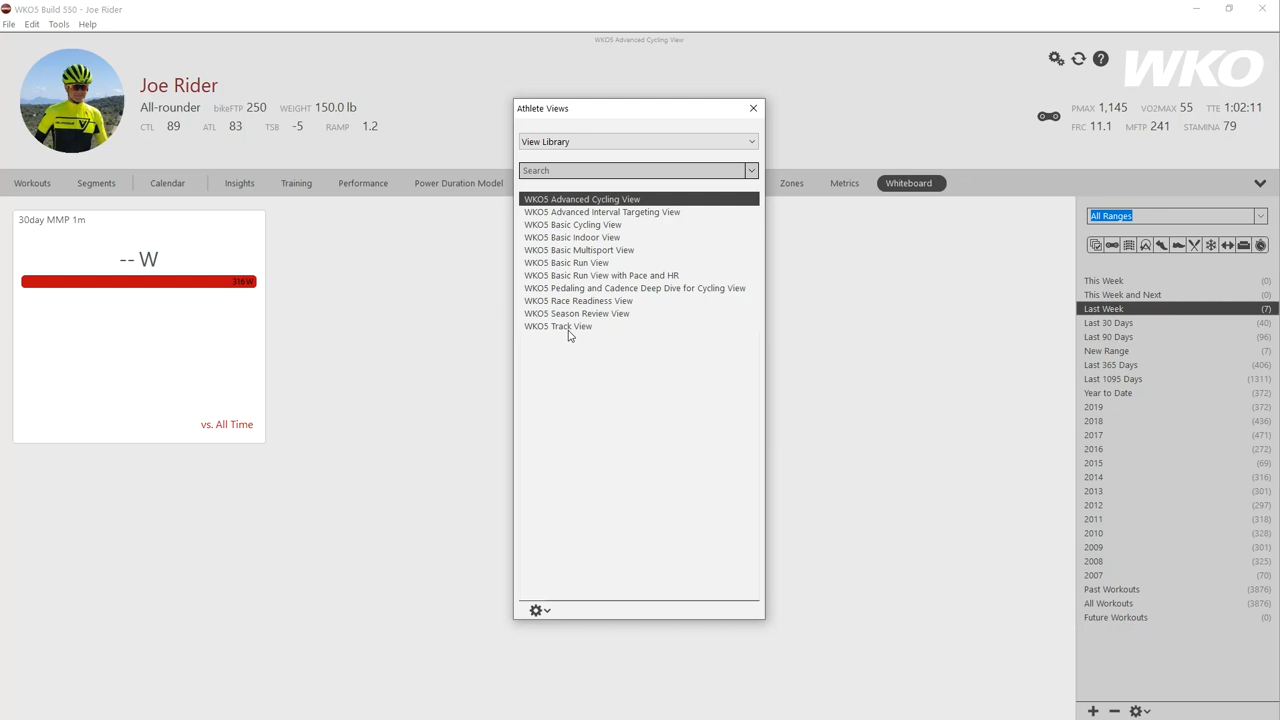 WKO5 Build 550 - Joe Rider
File Edit Tools Help
WKO5 Advanced Cycling View
Joe Rider
All-rounder bikeFTP 250 WEIGHT 150.0 lb
CTL 89 ATL 83 TSB -5 RAMP 1.2
WKO
PMAX 1,145 VO2MAX 55 TTE 1:02:11
FRC 11.1 MFTP 241 STAMINA 79
Workouts Segments Calendar Insights Training Performance Power Duration Model Zones Metrics Whiteboard
30day MMP 1m
-- W
316W
vs. All Time
Athlete Views
View Library
Search
WKO5 Advanced Cycling View
WKO5 Advanced Interval Targeting View
WKO5 Basic Cycling View
WKO5 Basic Indoor View
WKO5 Basic Multisport View
WKO5 Basic Run View
WKO5 Basic Run View with Pace and HR
WKO5 Pedaling and Cadence Deep Dive for Cycling View
WKO5 Race Readiness View
WKO5 Season Review View
WKO5 Track View
All Ranges
This Week (0)
This Week and Next (0)
Last Week (7)
Last 30 Days (40)
Last 90 Days (96)
New Range (7)
Last 365 Days (406)
Last 1095 Days (1311)
Year to Date (372)
2019 (372)
2018 (436)
2017 (471)
2016 (272)
2015 (69)
2014 (316)
2013 (301)
2012 (297)
2011 (318)
2010 (328)
2009 (301)
2008 (325)
2007 (70)
Past Workouts (3876)
All Workouts (3876)
Future Workouts (0)